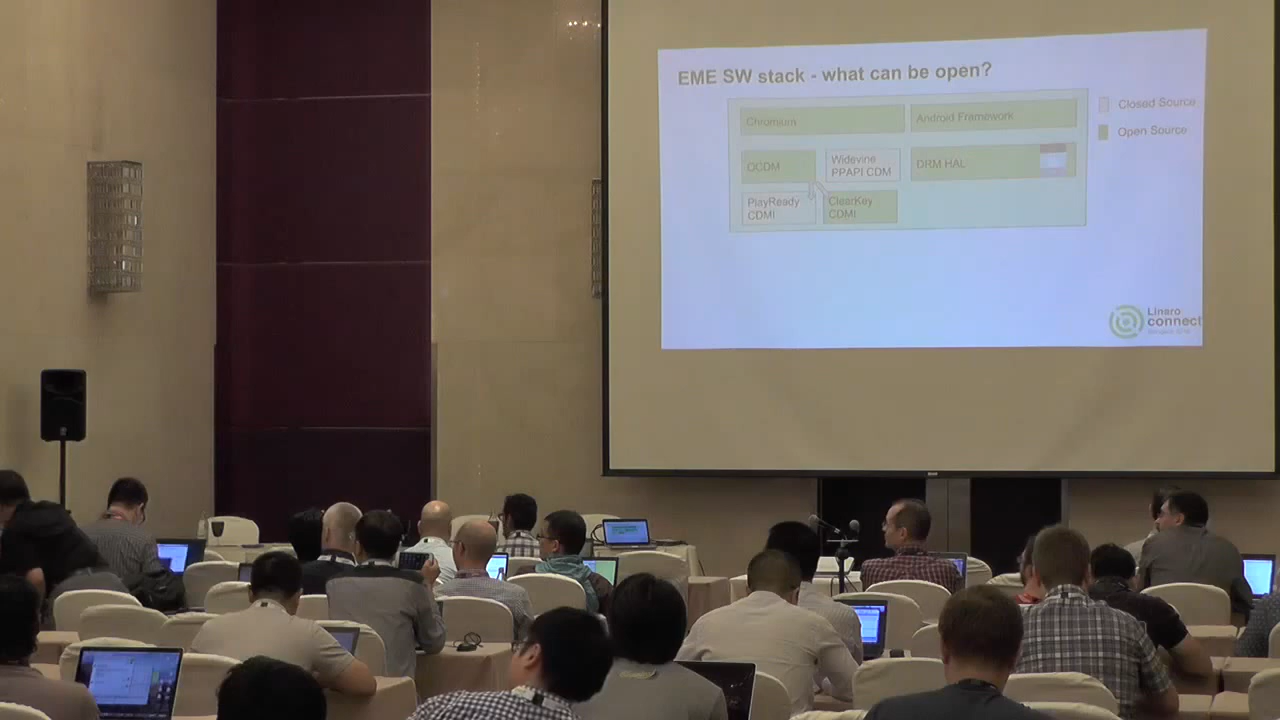 EME SW stack - what can be open?
Closed Source
Open Source
Chromium
Android Framework
OCDM
Widevine
PPAPI CDM
DRM HAL
PlayReady
CDMI
ClearKey
CDMI
Linaro
connect